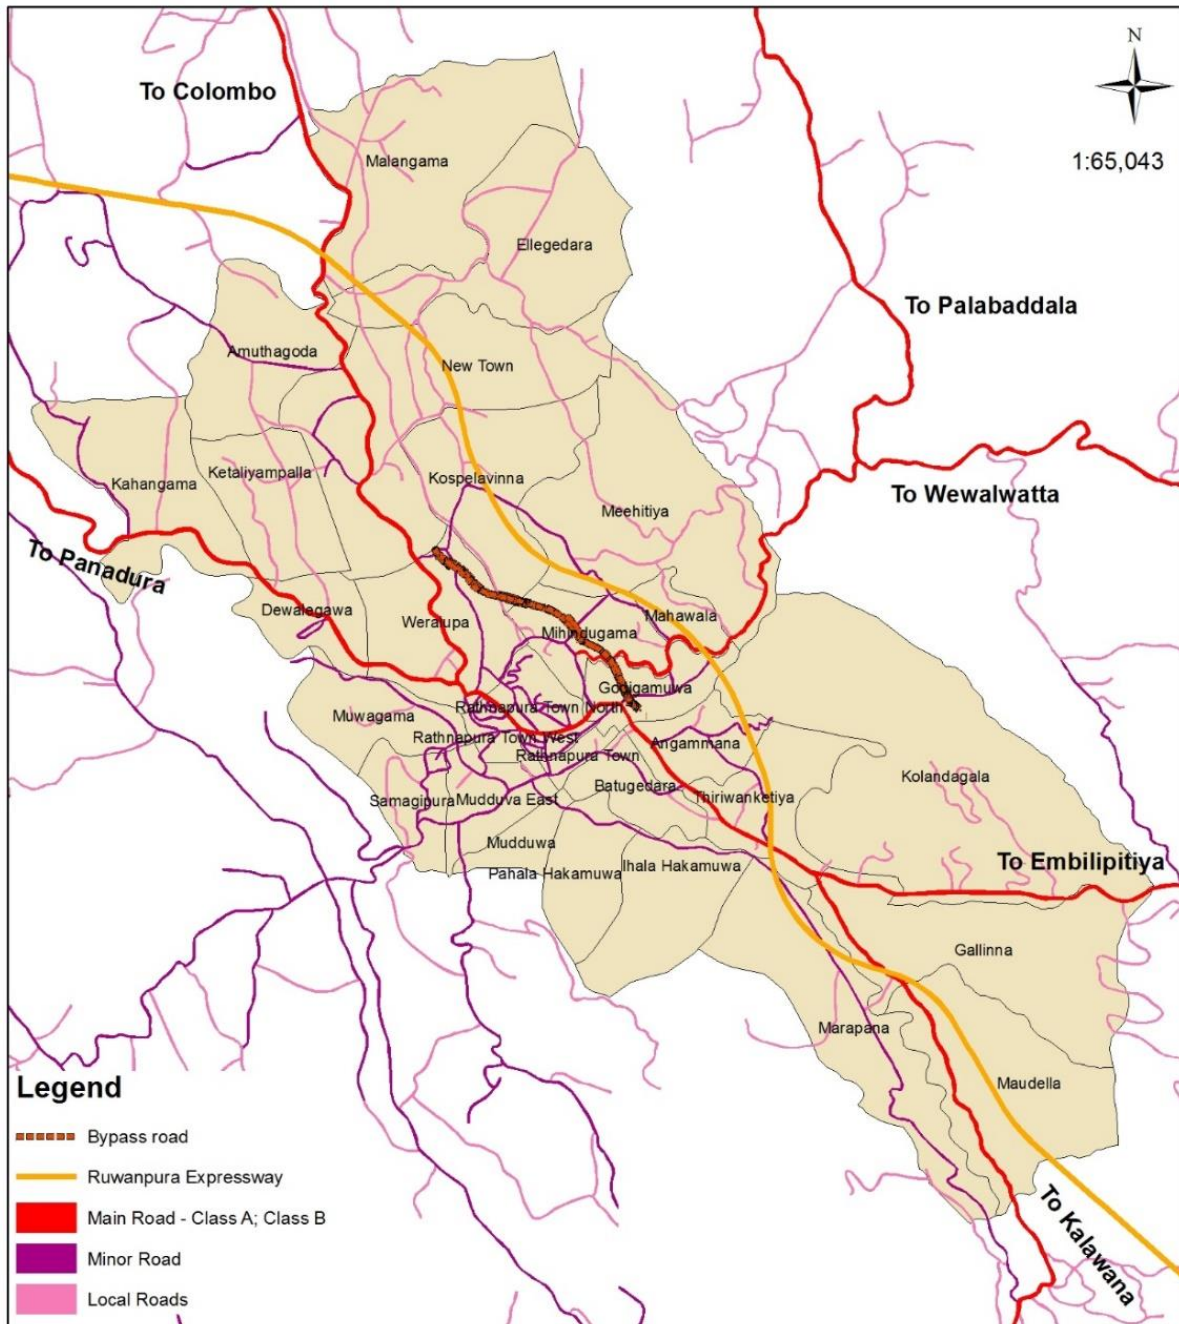 N
To Colombo
1:65,043
Malangama
Ellegedara
To Palabaddala
Amuthagoda
New Town
Kahangama
Ketaliyampalla
Kospelavinna
To Wewalwatta
Meehitiya
To Panadura
Dewalegawa
Weralupa
Mihindugama
Mahawala
Godigamuwa
Muwagama
Rathnapura Town North
Rathnapura Town West
Angammana
Rathnapura Town
Kolandagala
Samagipura
Mudduva East
Batugedara
Thiriwanketiya
Mudduwa
To Embilipitiya
Pahala Hakamuwa
Ihala Hakamuwa
Gallinna
Marapana
Maudella
To Kalawana
Legend
Bypass road
Ruwanpura Expressway
Main Road - Class A; Class B
Minor Road
Local Roads